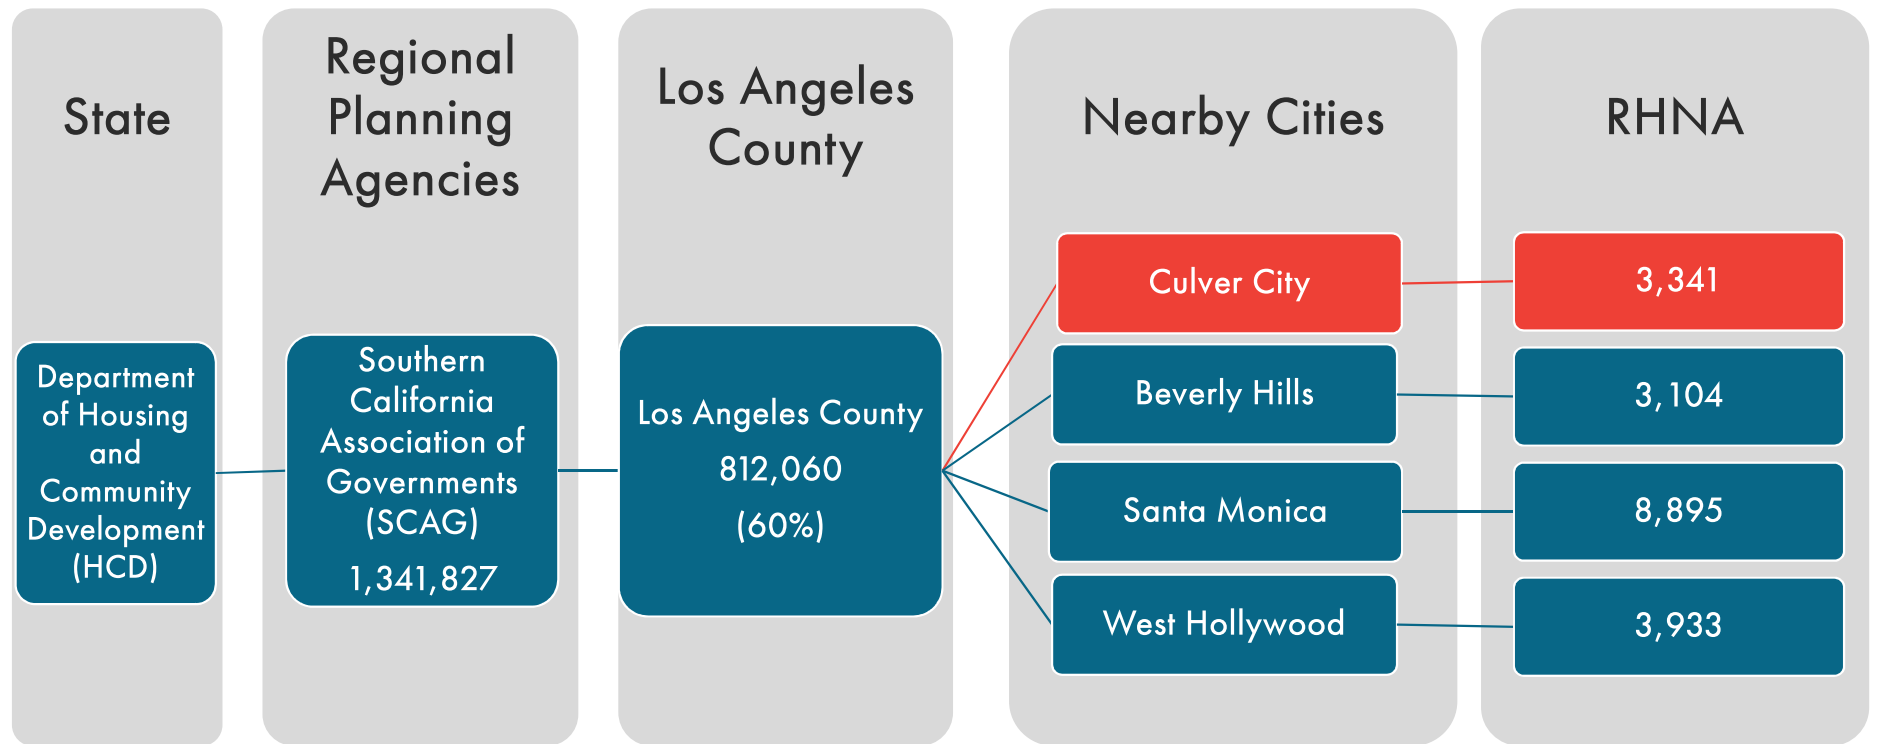 State
Regional
Planning
Agencies
Los Angeles
County
Nearby Cities
RHNA
Department
of Housing
and
Community
Development
(HCD)
Southern
California
Association of
Governments
(SCAG)
1,341,827
Los Angeles County
812,060
(60%)
Culver City
3,341
Beverly Hills
3,104
Santa Monica
8,895
West Hollywood
3,933